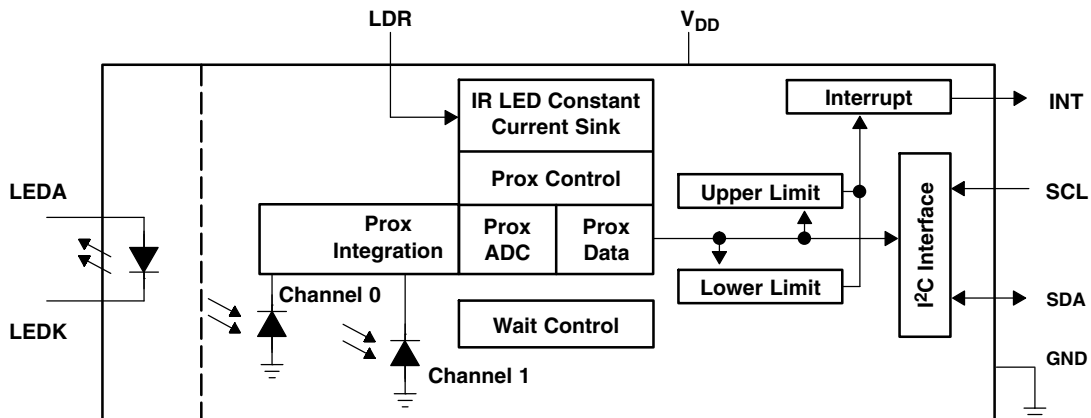 LDR
V_DD
IR LED Constant
Current Sink
Interrupt
INT
Prox Control
LEDA
Upper Limit
SCL
Prox
Integration
Prox
ADC
Prox
Data
I²C Interface
Lower Limit
Channel 0
SDA
LEDK
Wait Control
GND
Channel 1